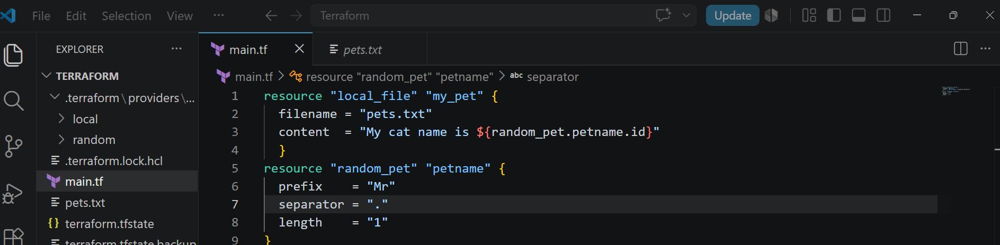 File Edit Selection View ··· Terraform Update
EXPLORER ···
TERRAFORM
.terraform\providers\...
local
random
.terraform.lock.hcl
main.tf
pets.txt
{} terraform.tfstate
terraform.tfstate.backup
main.tf pets.txt ···
main.tf > resource "random_pet" "petname" > abc separator
1 resource "local_file" "my_pet" {
2 filename = "pets.txt"
3 content = "My cat name is ${random_pet.petname.id}"
4 }
5 resource "random_pet" "petname" {
6 prefix = "Mr"
7 separator = "."
8 length = "1"
9 }